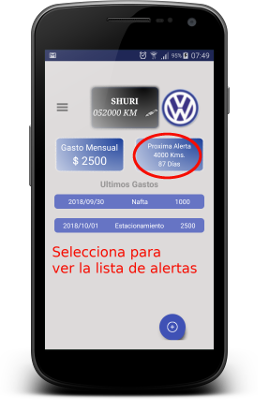 95% 07:49
SHURI
052000 KM
Gasto Mensual
$ 2500
Proxima Alerta
4000 Kms.
87 Dias
Ultimos Gastos
2018/09/30 Nafta 1000
2018/10/01 Estacionamiento 2500
Selecciona para
ver la lista de alertas